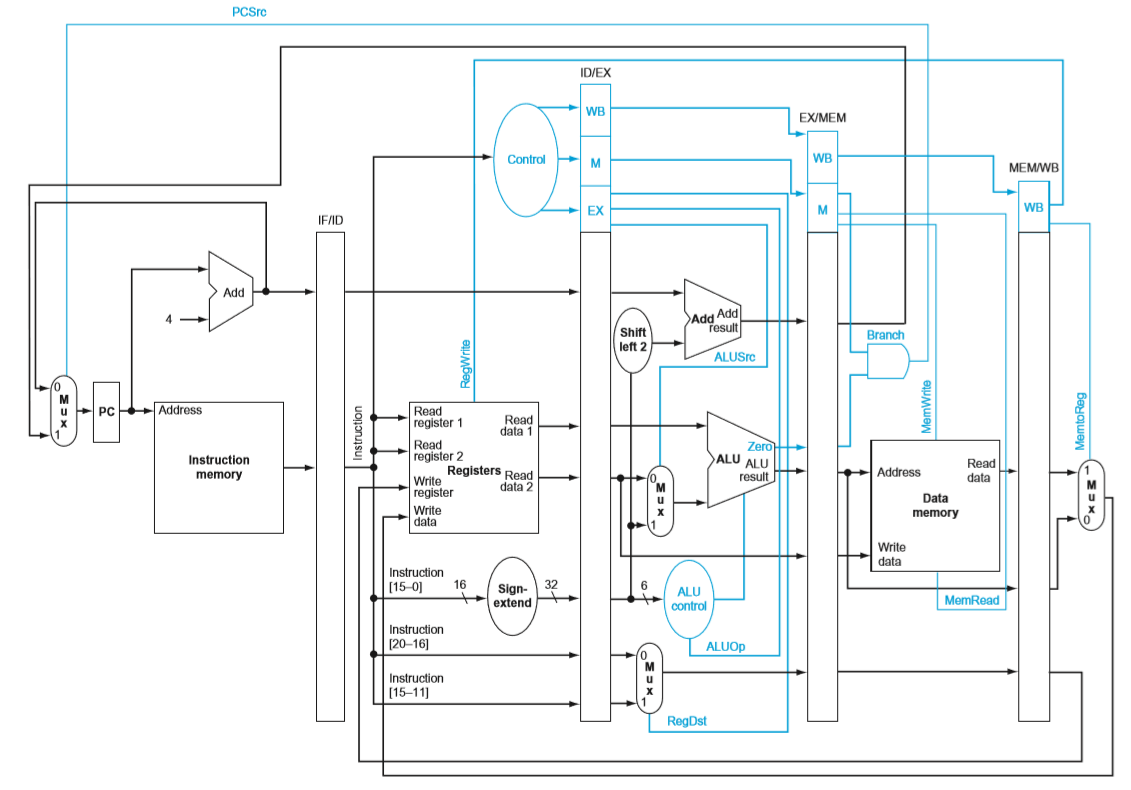 PCSrc
ID/EX
WB
EX/MEM
Control
M
WB
MEM/WB
EX
M
WB
IF/ID
Add
4
Shift
left 2
Add
Add
result
Branch
ALUSrc
RegWrite
0
M
u
x
1
PC
Address
Instruction
memory
Instruction
Read
register 1
Read
register 2
Write
register
Write
data
Registers
Read
data 1
Read
data 2
0
M
u
x
1
Zero
ALU
ALU
result
MemWrite
Address
Read
data
Data
memory
Write
data
MemtoReg
1
M
u
x
0
Instruction
[15–0]
16
Sign-
extend
32
6
ALU
control
MemRead
Instruction
[20–16]
Instruction
[15–11]
0
M
u
x
1
ALUOp
RegDst